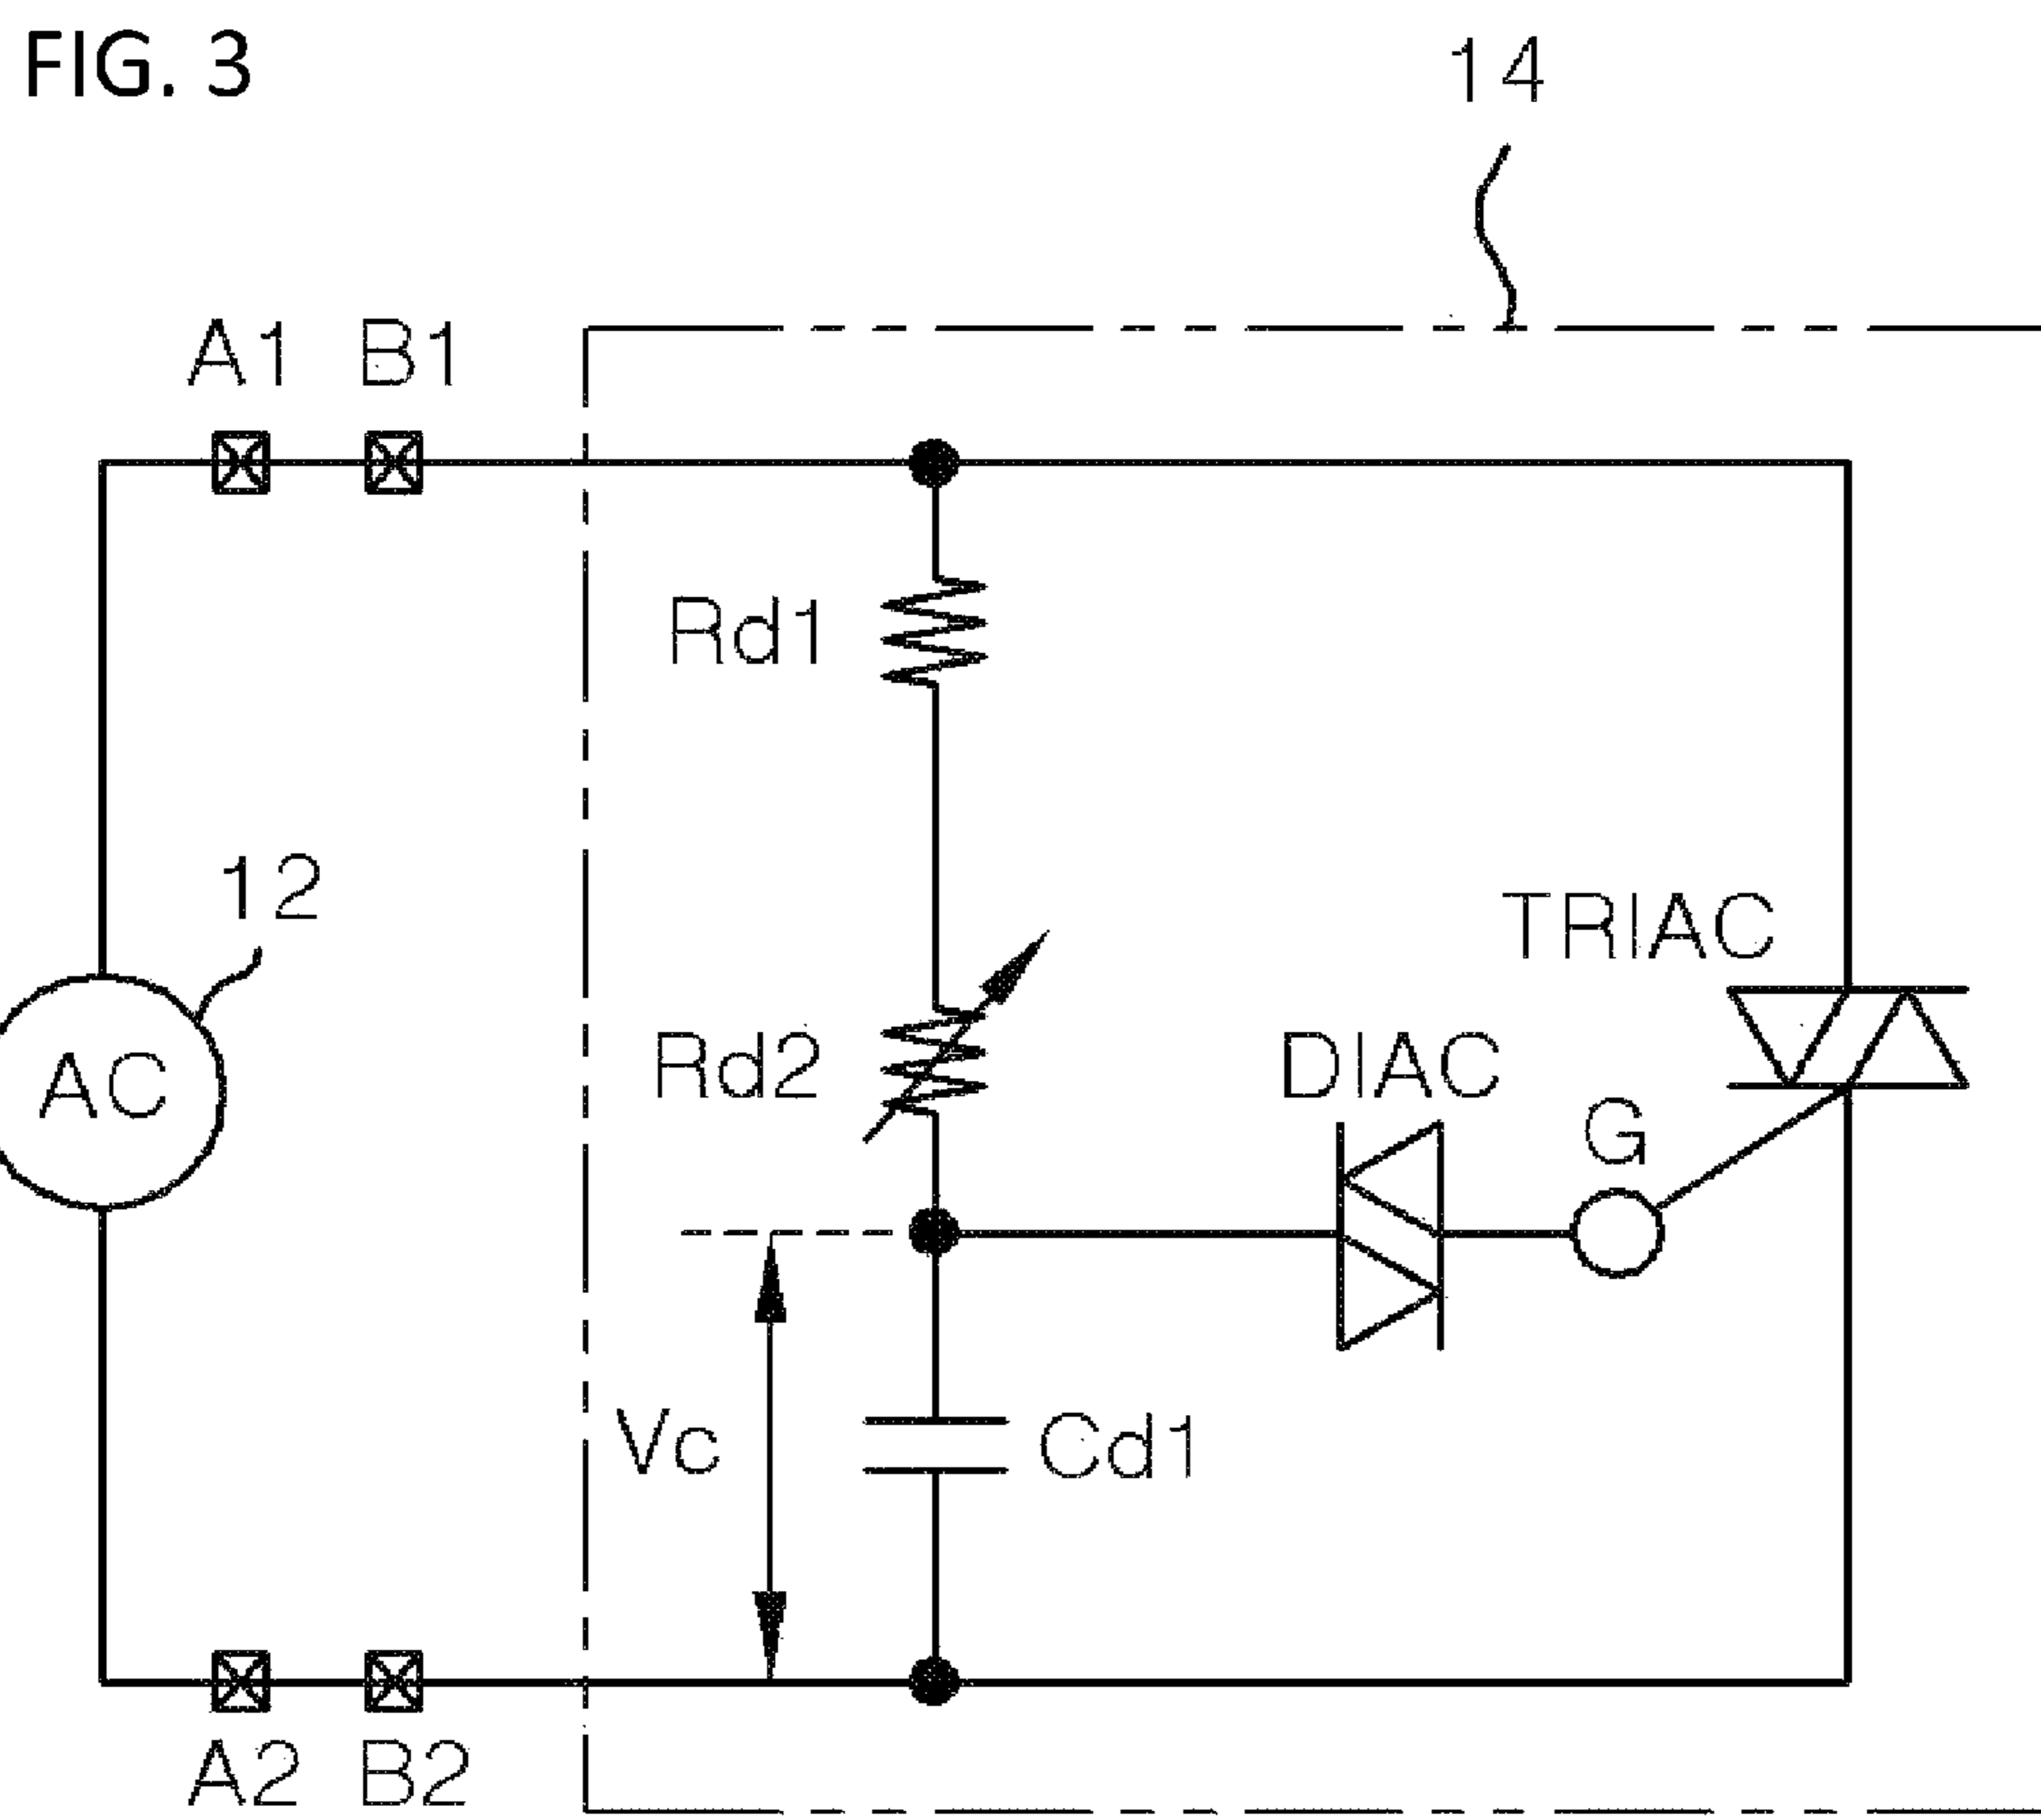 FIG. 3
14
A1 B1
Rd1
12
TRIAC
AC
Rd2
DIAC
G
Vc
Cd1
A2 B2